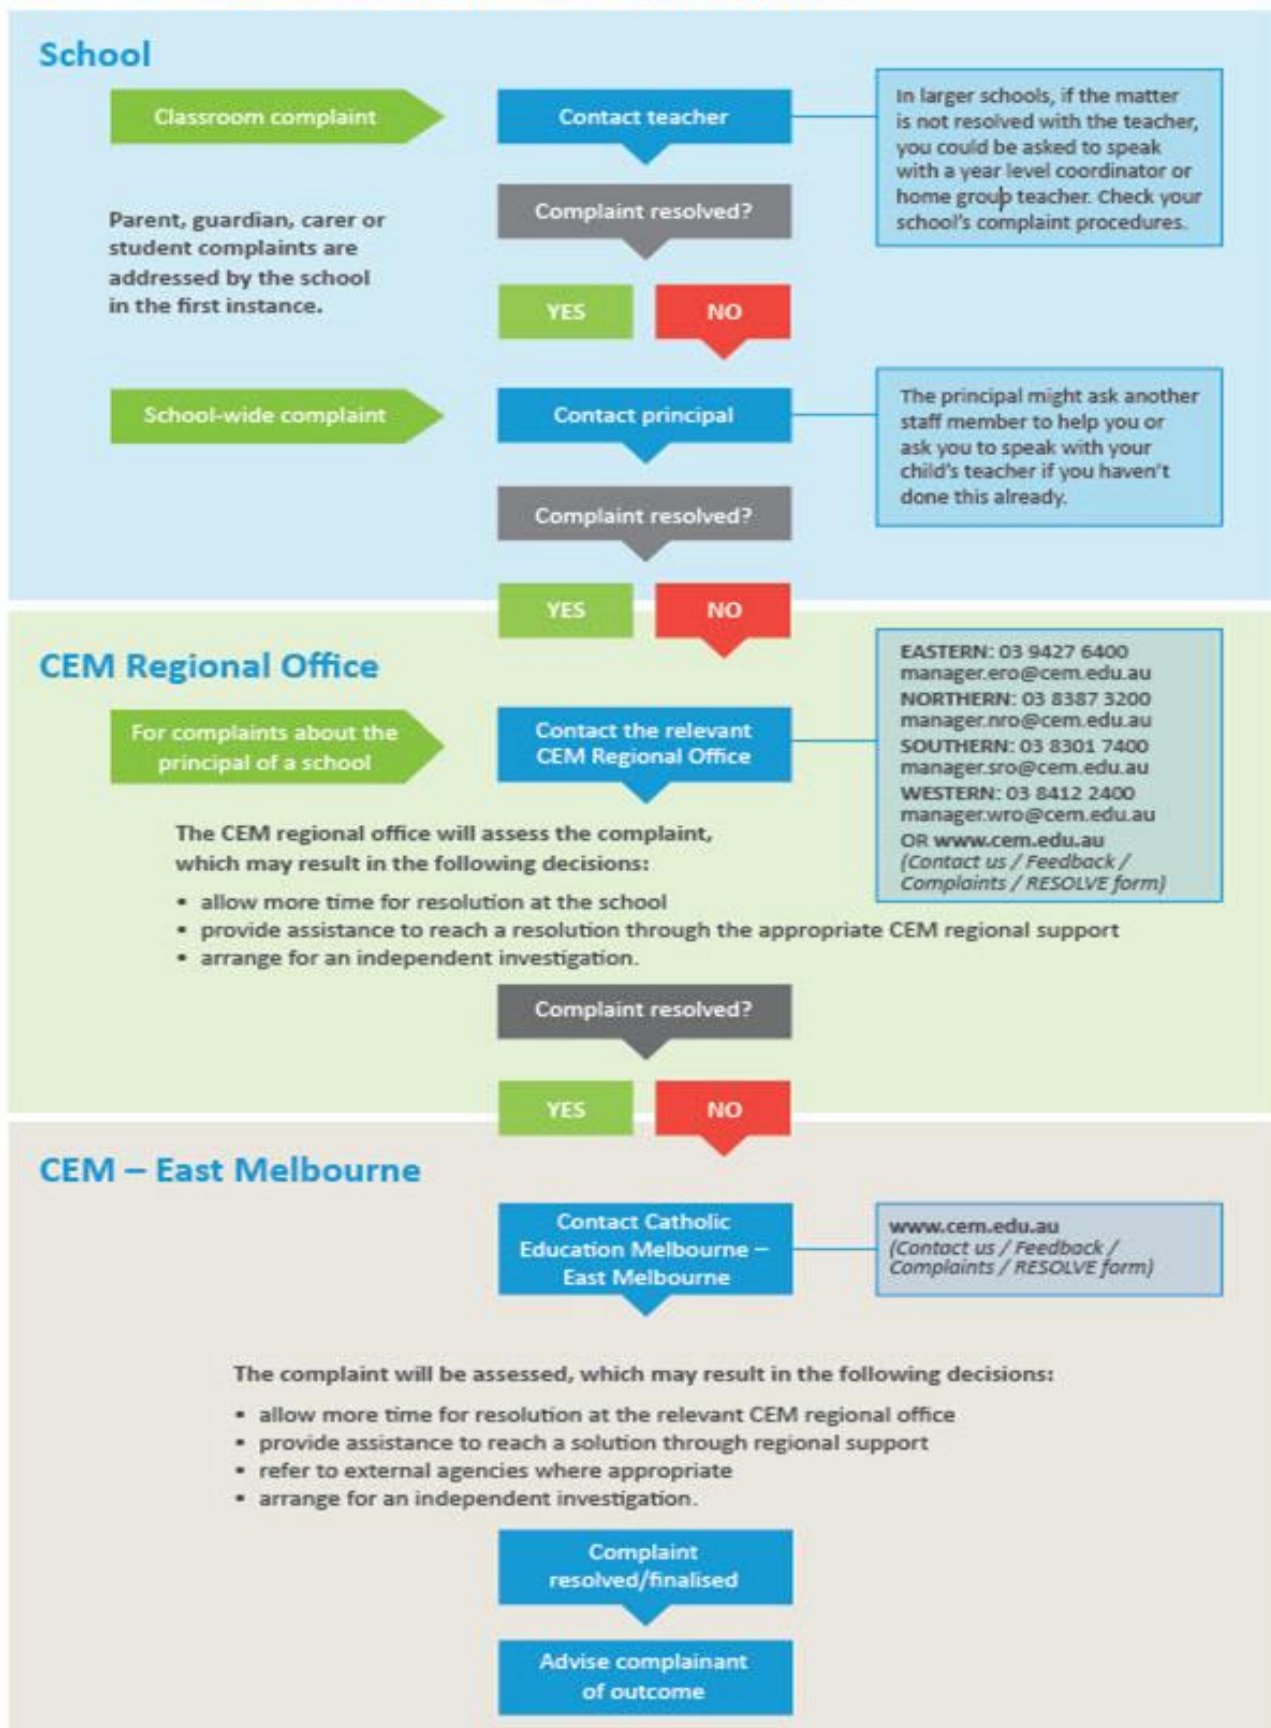 School
Classroom complaint
Contact teacher
In larger schools, if the matter
is not resolved with the teacher,
you could be asked to speak
with a year level coordinator or
home group teacher. Check your
school's complaint procedures.
Parent, guardian, carer or
student complaints are
addressed by the school
in the first instance.
Complaint resolved?
YES
NO
School-wide complaint
Contact principal
The principal might ask another
staff member to help you or
ask you to speak with your
child's teacher if you haven't
done this already.
Complaint resolved?
YES
NO
CEM Regional Office
For complaints about the
principal of a school
Contact the relevant
CEM Regional Office
EASTERN: 03 9427 6400
manager.ero@cem.edu.au
NORTHERN: 03 8387 3200
manager.nro@cem.edu.au
SOUTHERN: 03 8301 7400
manager.sro@cem.edu.au
WESTERN: 03 8412 2400
manager.wro@cem.edu.au
OR www.cem.edu.au
(Contact us / Feedback /
Complaints / RESOLVE form)
The CEM regional office will assess the complaint,
which may result in the following decisions:
• allow more time for resolution at the school
• provide assistance to reach a resolution through the appropriate CEM regional support
• arrange for an independent investigation.
Complaint resolved?
YES
NO
CEM – East Melbourne
Contact Catholic
Education Melbourne –
East Melbourne
www.cem.edu.au
(Contact us / Feedback /
Complaints / RESOLVE form)
The complaint will be assessed, which may result in the following decisions:
• allow more time for resolution at the relevant CEM regional office
• provide assistance to reach a solution through regional support
• refer to external agencies where appropriate
• arrange for an independent investigation.
Complaint
resolved/finalised
Advise complainant
of outcome